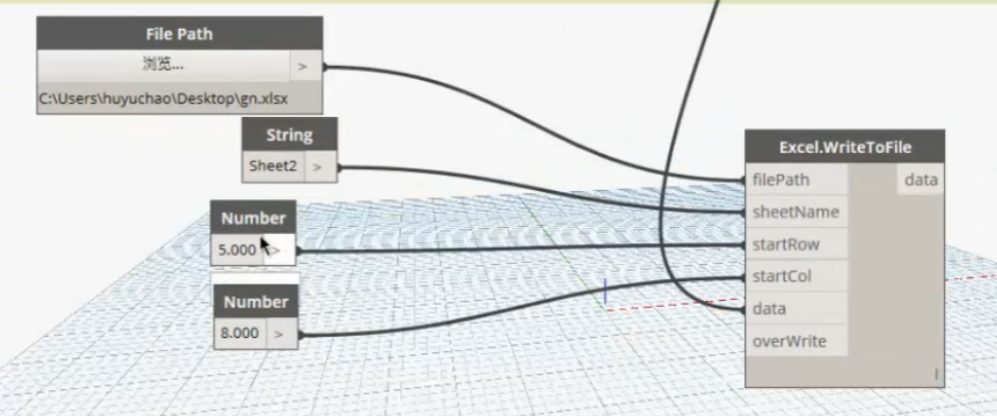 File Path
浏览...
>
C:\Users\huyuchao\Desktop\gn.xlsx
String
Sheet2 >
Number
5.000 >
Number
8.000 >
Excel.WriteToFile
filePath data
sheetName
startRow
startCol
data
overWrite
l